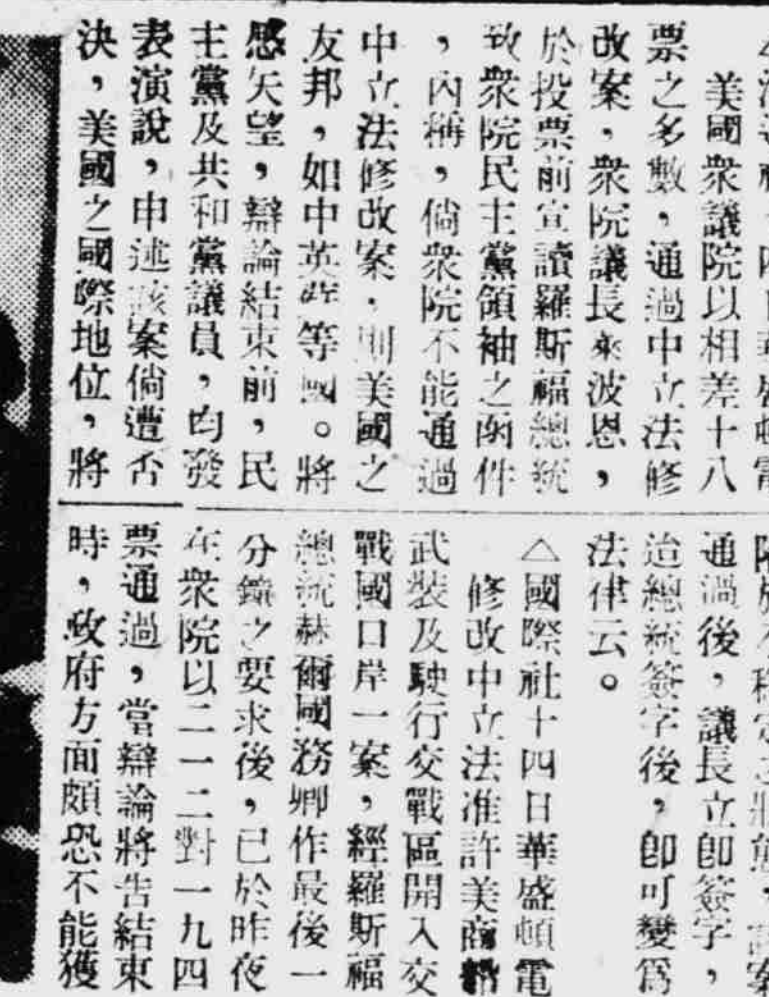 美國衆議院以相差十八
票之多數，通過中立法修
改案，衆院議長來波恩，
於投票前宣讀羅斯福總統
致衆院民主黨領袖之函件
，內稱，倘衆院不能通過
中立法修改案，則美國之
友邦，如中英等國。將
感矢望，辯論結束前，民
主黨及共和黨議員，均發
表演說，申述該案倘遭否
決，美國之國際地位，將
通過後，議長立即簽字，
迨總統簽字後，即可變爲
法律云。
△國際社十四日華盛頓電
修改中立法准許美商船
武裝及駛行交戰區開入交
戰國口岸一案，經羅斯福
總統赫爾國務卿作最後一
分鐘之要求後，已於昨夜
在衆院以二一二對一九四
票通過，當辯論將告結束
時，政府方面頗恐不能獲